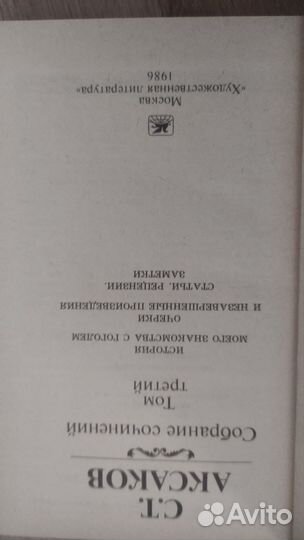 С.Т.
АКСАКОВ
Собрание сочинений
Том
третий
ИСТОРИЯ
МОЕГО ЗНАКОМСТВА С ГОГОЛЕМ
ОЧЕРКИ
И НЕЗАВЕРШЕННЫЕ ПРОИЗВЕДЕНИЯ
СТАТЬИ. РЕЦЕНЗИИ.
ЗАМЕТКИ
Москва
«Художественная литература»
1986
Avito